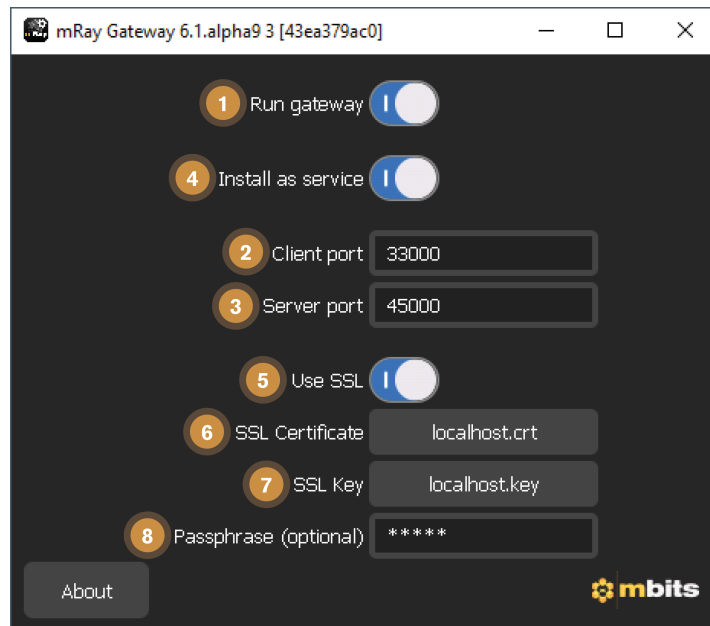 mRay Gateway 6.1.alpha9 3 [43ea379ac0]
1 Run gateway
4 Install as service
2 Client port 33000
3 Server port 45000
5 Use SSL
6 SSL Certificate localhost.crt
7 SSL Key localhost.key
8 Passphrase (optional) *****
About
mbits